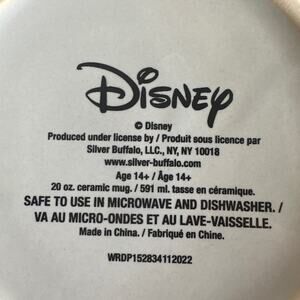 Disney
© Disney
Produced under license by / Produit sous licence par
Silver Buffalo, LLC., NY, NY 10018
www.silver-buffalo.com
Age 14+ / Âge 14+
20 oz. ceramic mug. / 591 ml. tasse en céramique.
SAFE TO USE IN MICROWAVE AND DISHWASHER. /
VA AU MICRO-ONDES ET AU LAVE-VAISSELLE.
Made in China. / Fabriqué en Chine.
WRDP152834112022